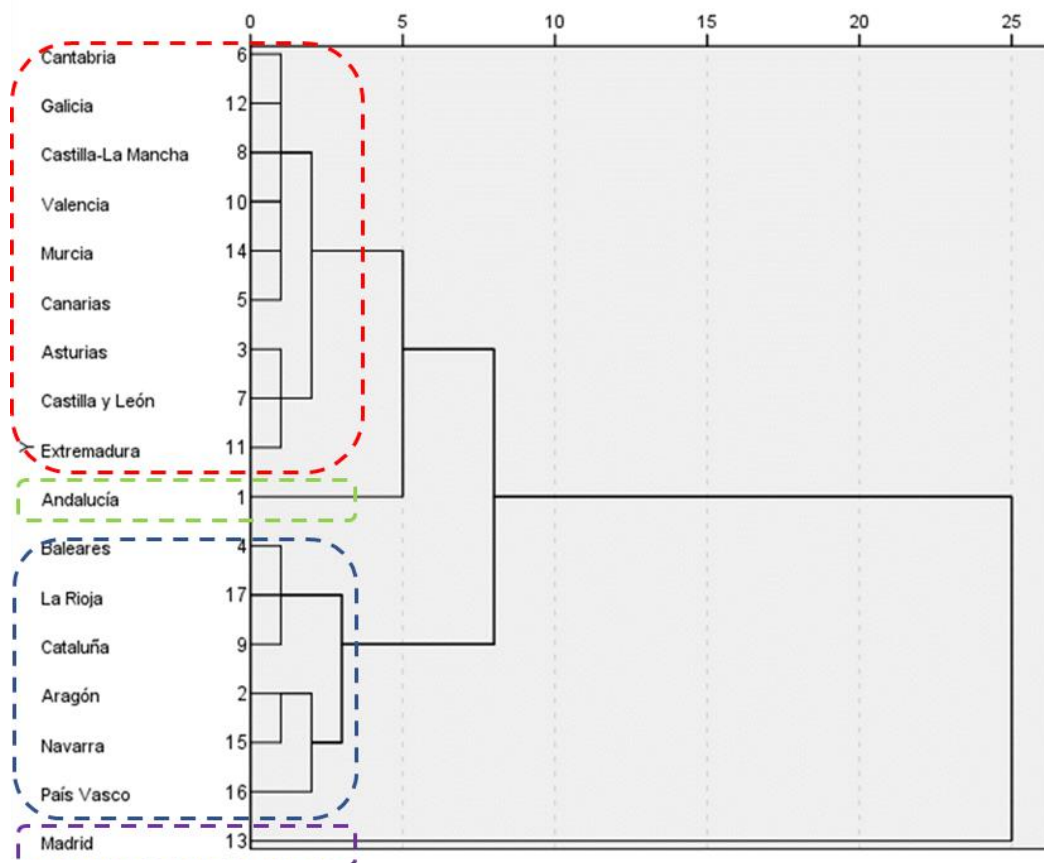 0 5 10 15 20 25
Cantabria 6
Galicia 12
Castilla-La Mancha 8
Valencia 10
Murcia 14
Canarias 5
Asturias 3
Castilla y León 7
Y Extremadura 11
Andalucía 1
Baleares 4
La Rioja 17
Cataluña 9
Aragón 2
Navarra 15
País Vasco 16
Madrid 13